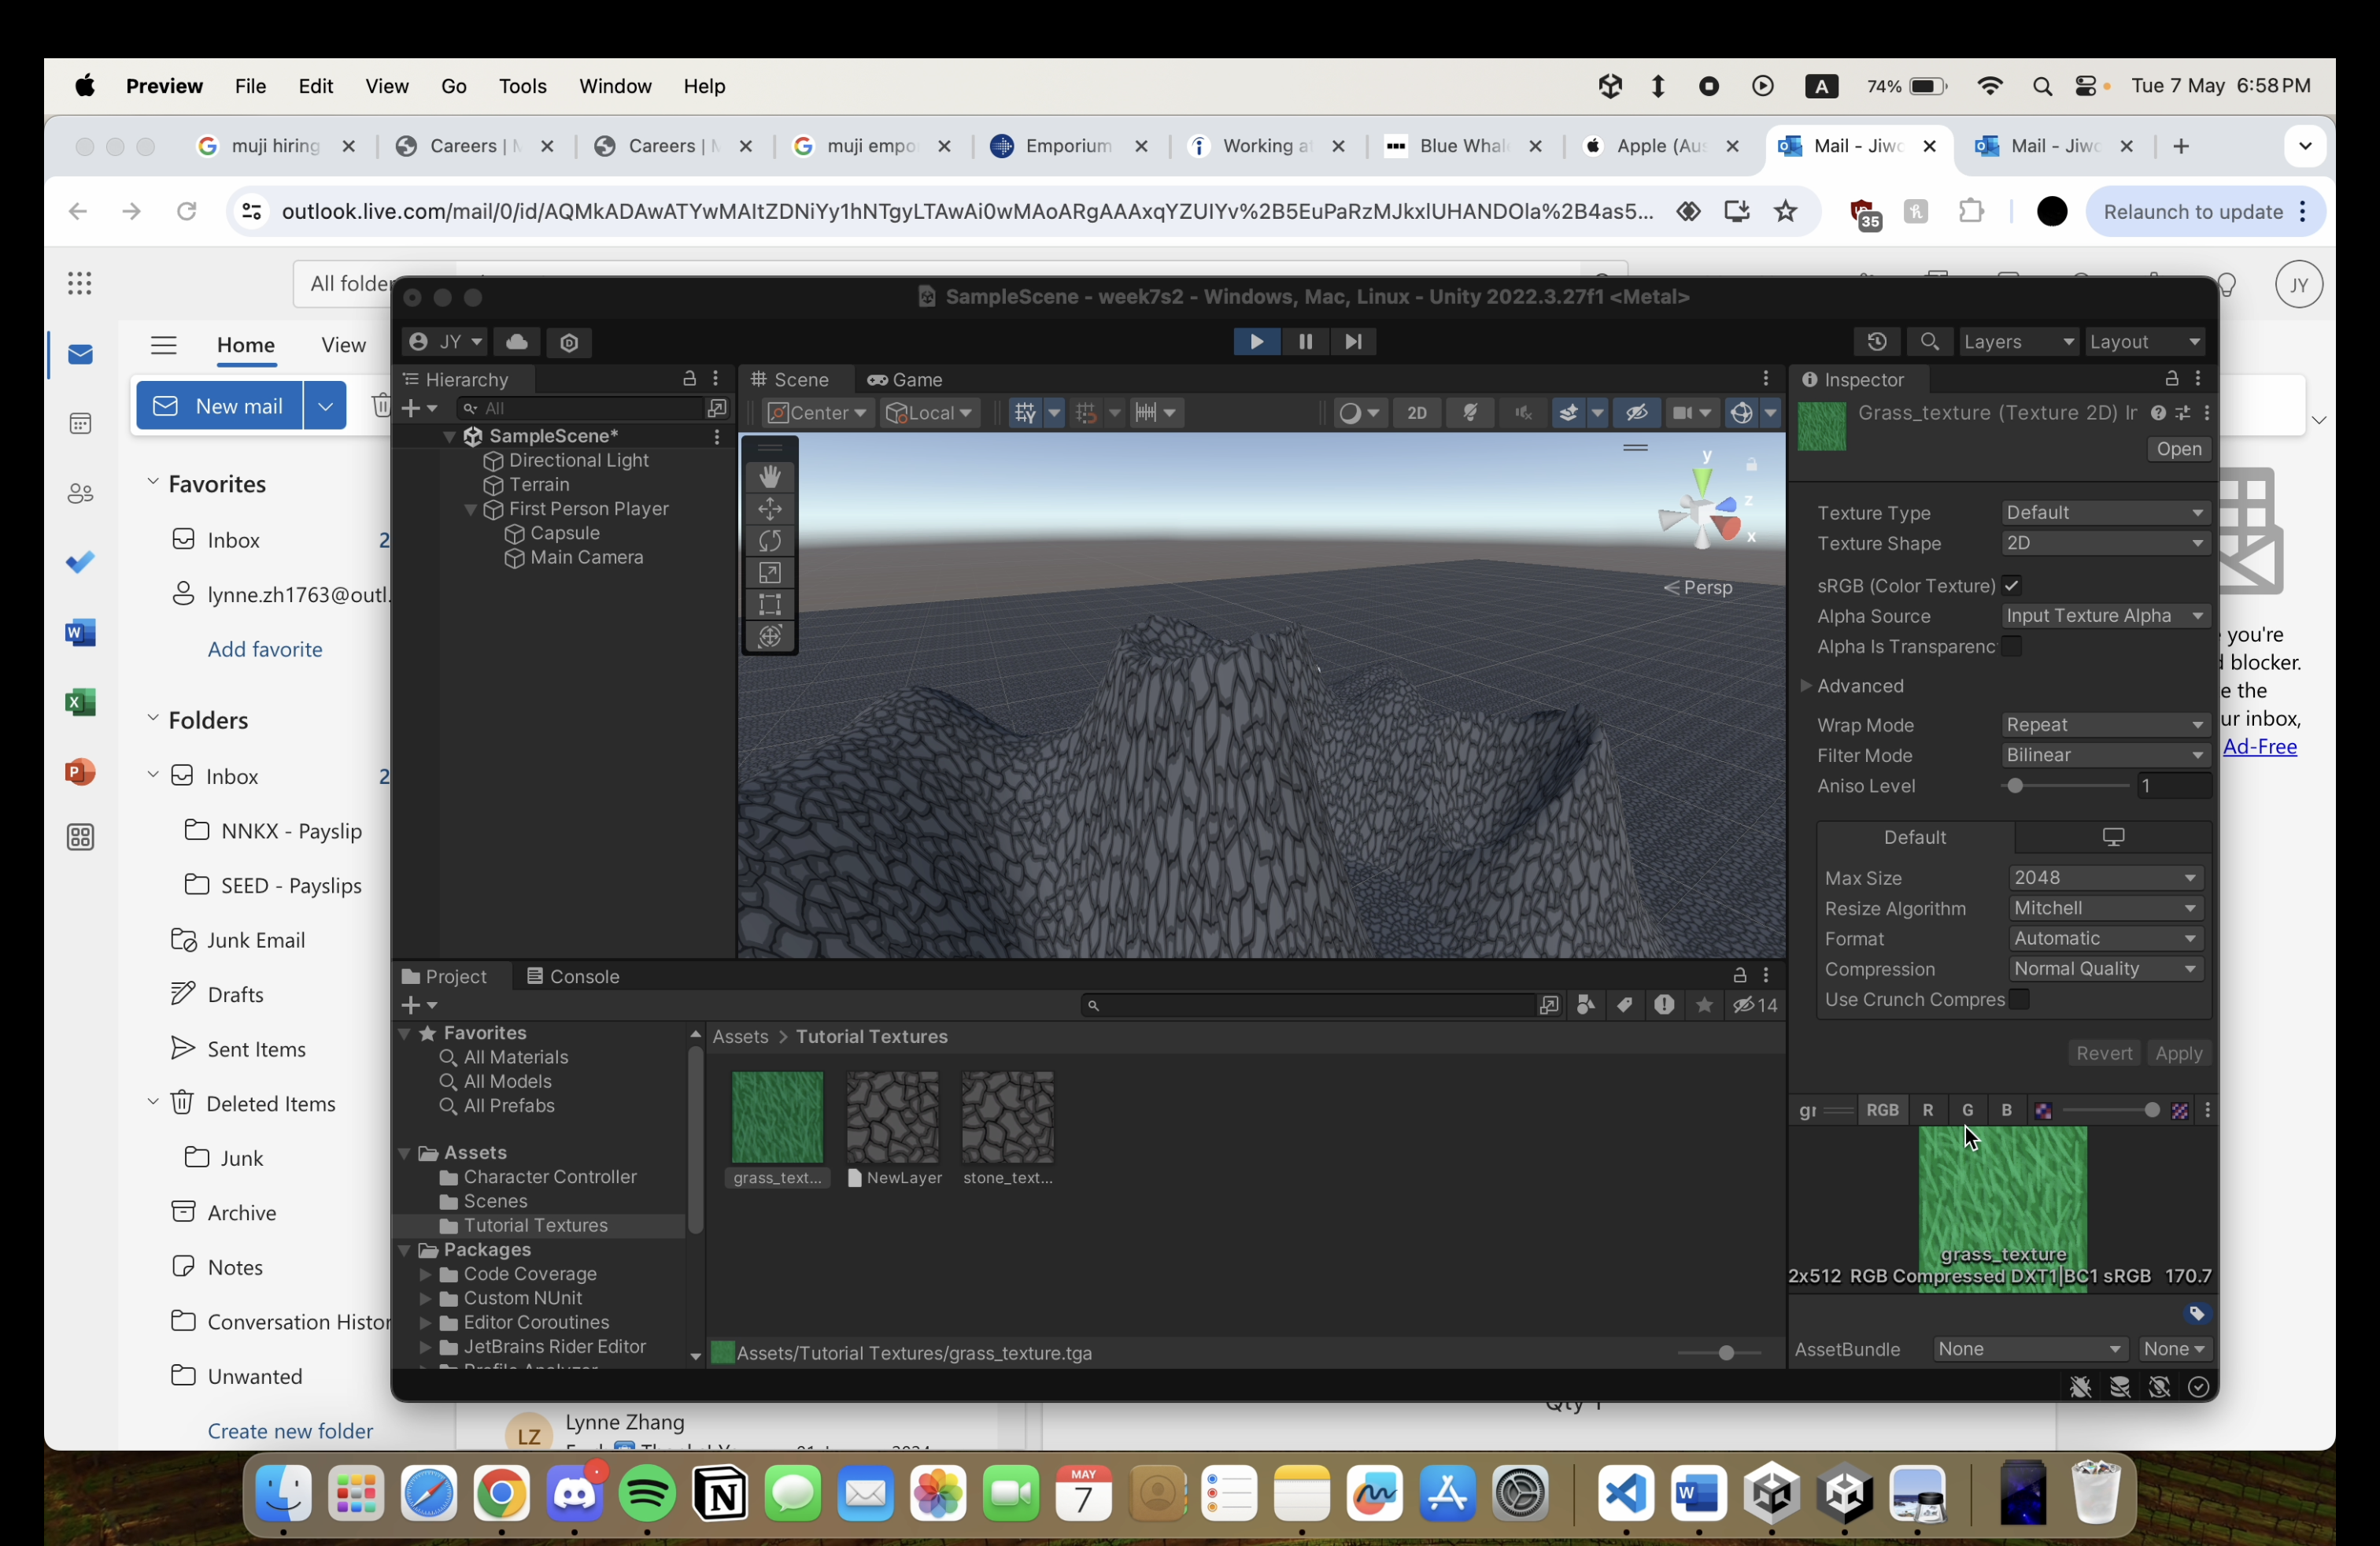 Preview File Edit View Go Tools Window Help
A 74% Tue 7 May 6:58 PM
muji hiring
Careers |
Careers |
muji empo
Emporium
Working a
Blue Whal
Apple (Aus
Mail - Jiwo
Mail - Jiwo
outlook.live.com/mail/0/id/AQMkADAwATYwMAItZDNiYy1hNTgyLTAwAi0wMAoARgAAAxqYZUIYv%2B5EuPaRzMJkxlUHANDOla%2B4as5...
35
Relaunch to update
All folder
JY
Home View
New mail
Favorites
Inbox 2
lynne.zh1763@outl.
Add favorite
Folders
Inbox 2
NNKX - Payslip
SEED - Payslips
Junk Email
Drafts
Sent Items
Deleted Items
Junk
Archive
Notes
Conversation Histor
Unwanted
Create new folder
SampleScene - week7s2 - Windows, Mac, Linux - Unity 2022.3.27f1 <Metal>
JY
Layers Layout
Hierarchy
All
SampleScene*
Directional Light
Terrain
First Person Player
Capsule
Main Camera
Scene Game
Center Local 2D
y
z
x
Persp
Inspector
Grass_texture (Texture 2D) Ir
Open
Texture Type Default
Texture Shape 2D
sRGB (Color Texture)
Alpha Source Input Texture Alpha
Alpha Is Transparenc
Advanced
Wrap Mode Repeat
Filter Mode Bilinear
Aniso Level 1
Default
Max Size 2048
Resize Algorithm Mitchell
Format Automatic
Compression Normal Quality
Use Crunch Compres
Revert Apply
RGB R G B
grass_texture
2x512 RGB Compressed DXT1|BC1 sRGB 170.7
AssetBundle None None
Project Console
14
Favorites
All Materials
All Models
All Prefabs
Assets
Character Controller
Scenes
Tutorial Textures
Packages
Code Coverage
Custom NUnit
Editor Coroutines
JetBrains Rider Editor
Assets > Tutorial Textures
grass_text... NewLayer stone_text...
Assets/Tutorial Textures/grass_texture.tga
you're
blocker.
e the
ur inbox,
Ad-Free
Qty 1
LZ Lynne Zhang
MAY
7